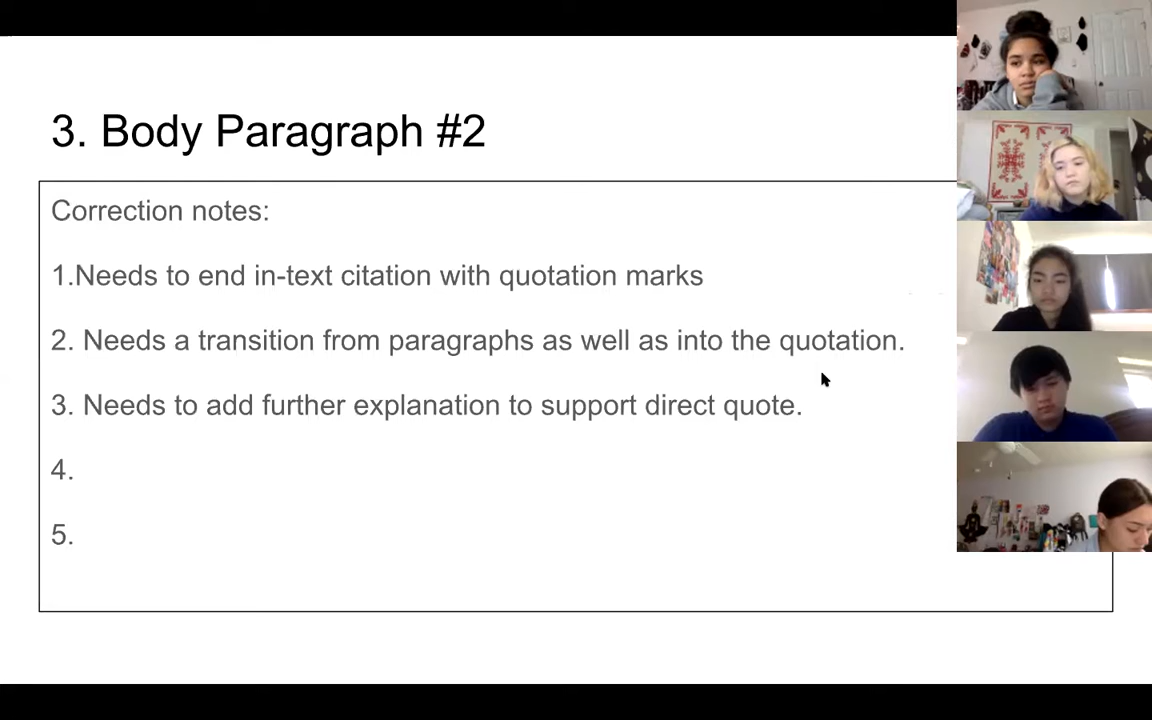 3. Body Paragraph #2
Correction notes:
1.Needs to end in-text citation with quotation marks
2. Needs a transition from paragraphs as well as into the quotation.
3. Needs to add further explanation to support direct quote.
4.
5.